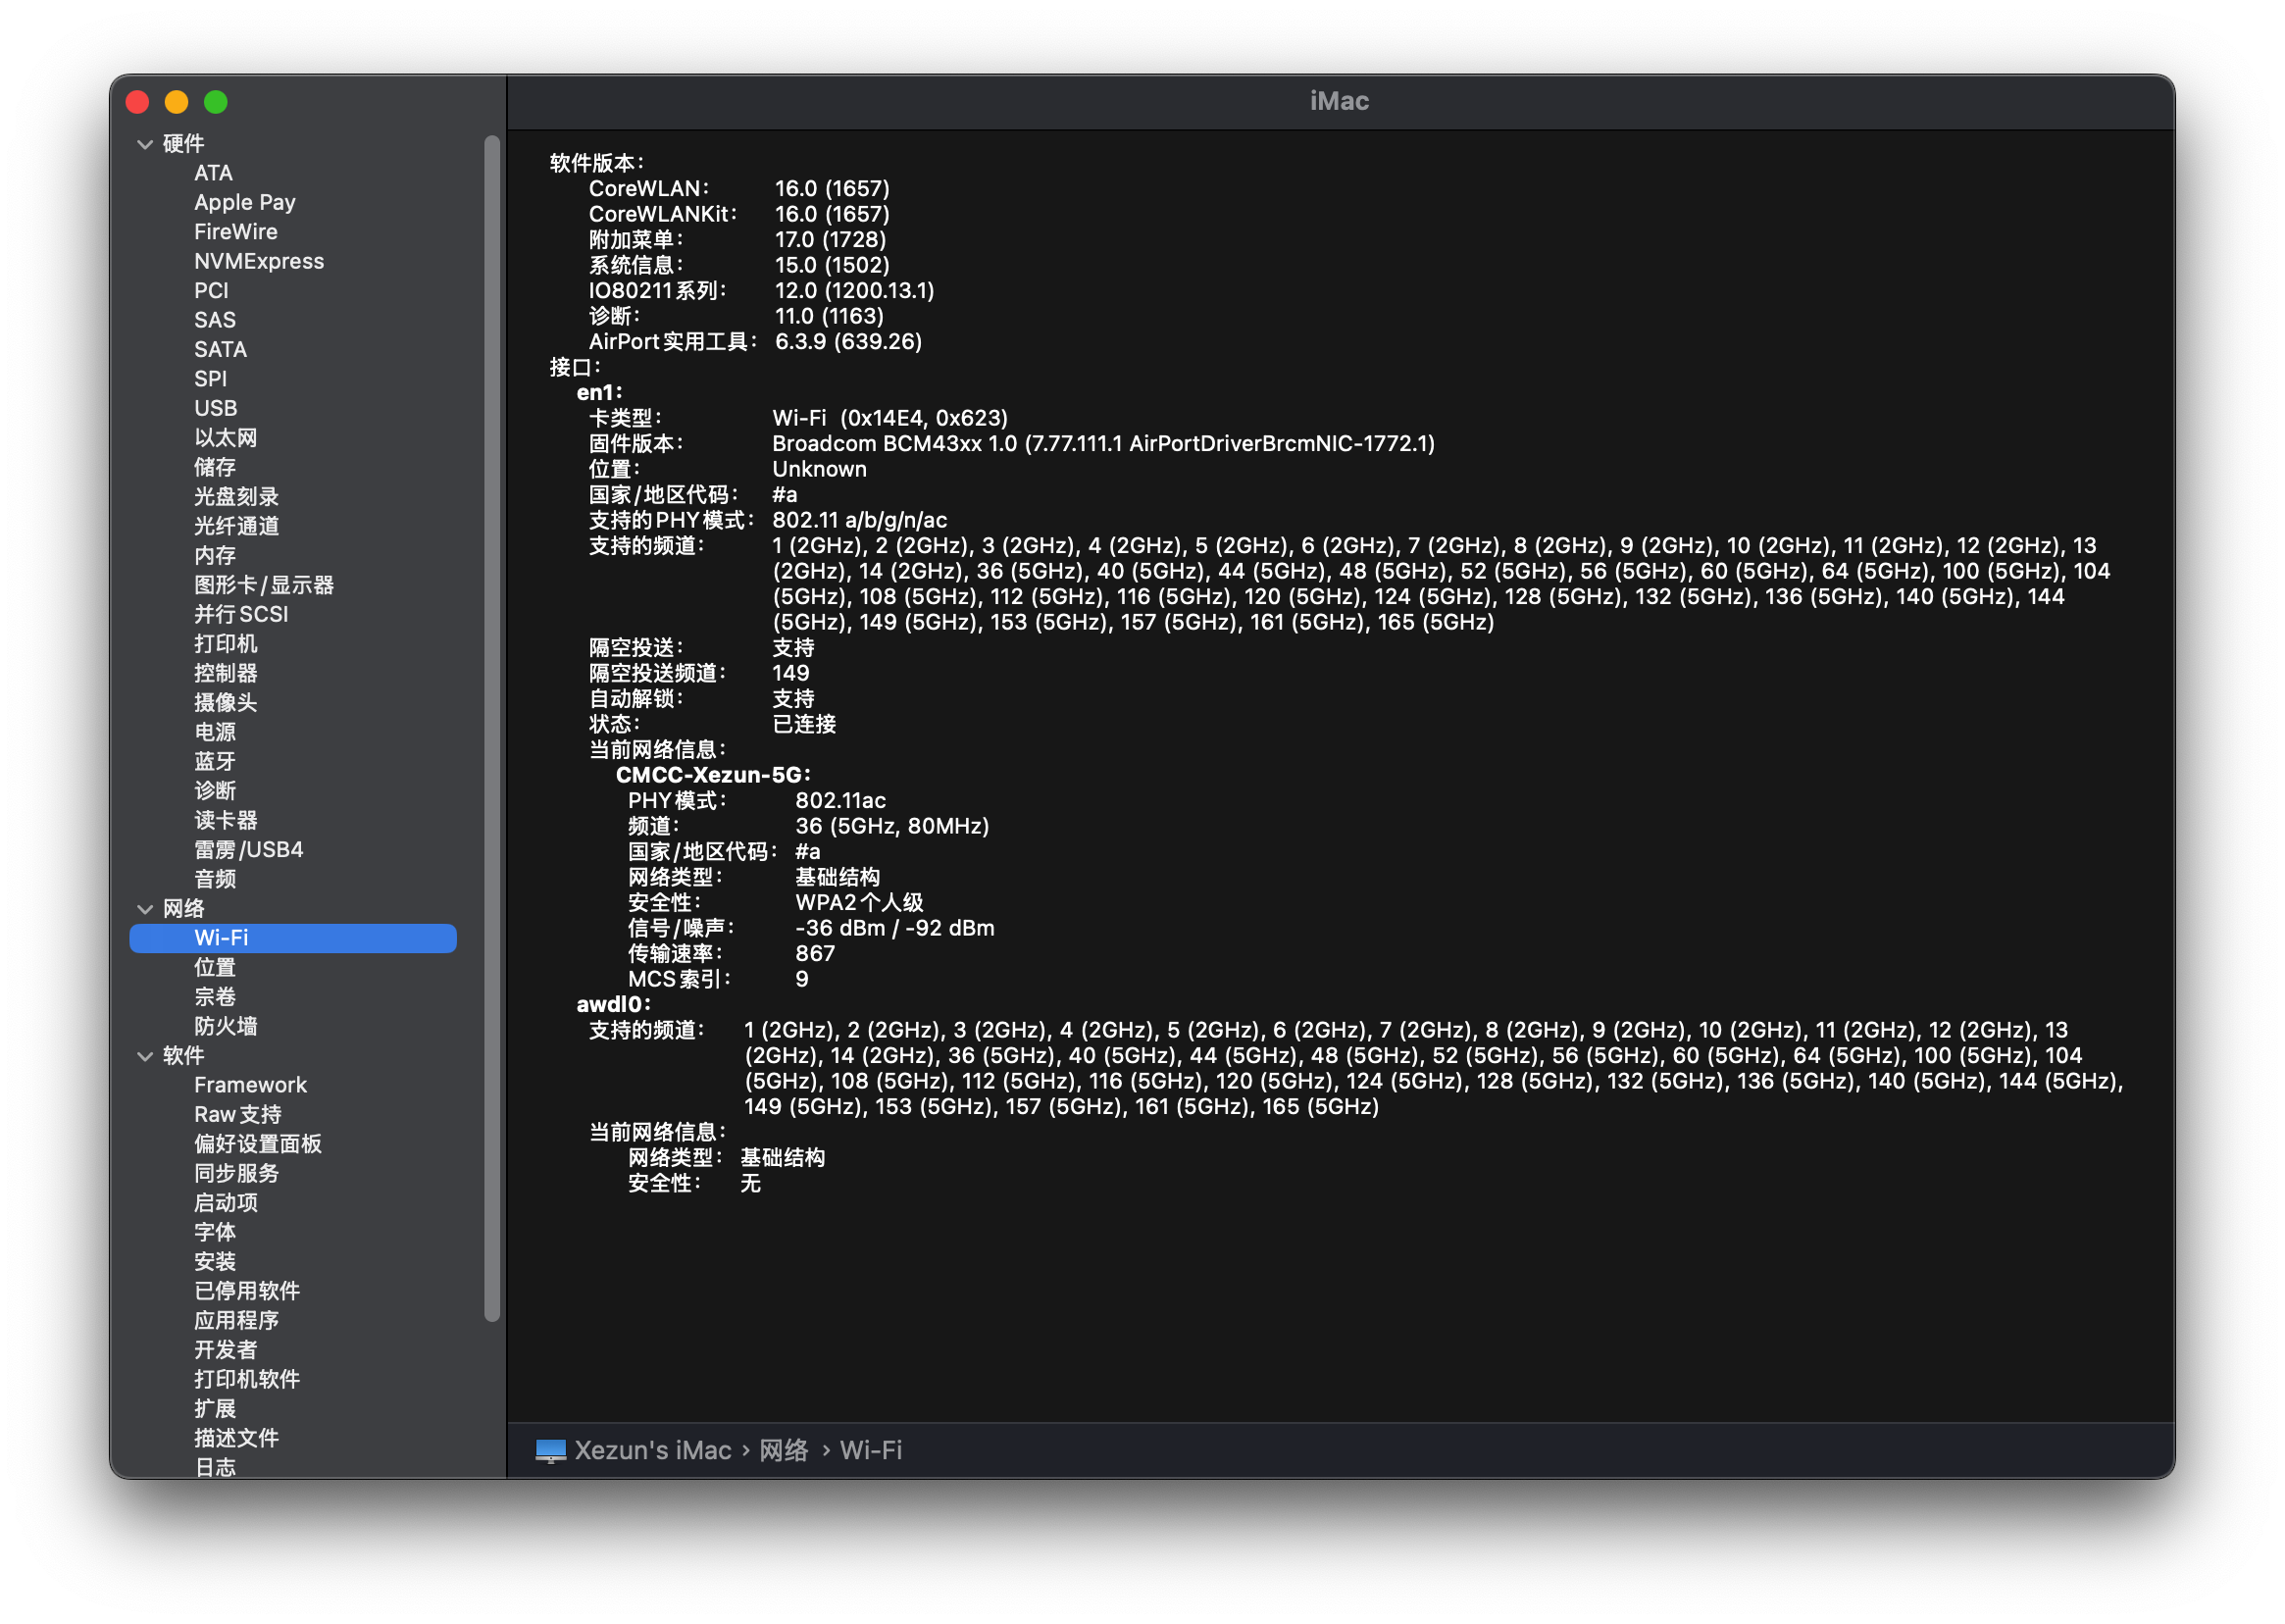 iMac
硬件
ATA
Apple Pay
FireWire
NVMExpress
PCI
SAS
SATA
SPI
USB
以太网
储存
光盘刻录
光纤通道
内存
图形卡/显示器
并行SCSI
打印机
控制器
摄像头
电源
蓝牙
诊断
读卡器
雷雳/USB4
音频
网络
Wi-Fi
位置
宗卷
防火墙
软件
Framework
Raw支持
偏好设置面板
同步服务
启动项
字体
安装
已停用软件
应用程序
开发者
打印机软件
扩展
描述文件
日志
软件版本：
CoreWLAN： 16.0 (1657)
CoreWLANKit： 16.0 (1657)
附加菜单： 17.0 (1728)
系统信息： 15.0 (1502)
IO80211系列： 12.0 (1200.13.1)
诊断： 11.0 (1163)
AirPort实用工具： 6.3.9 (639.26)
接口：
en1：
卡类型： Wi-Fi (0x14E4, 0x623)
固件版本： Broadcom BCM43xx 1.0 (7.77.111.1 AirPortDriverBrcmNIC-1772.1)
位置： Unknown
国家/地区代码： #a
支持的PHY模式： 802.11 a/b/g/n/ac
支持的频道： 1 (2GHz), 2 (2GHz), 3 (2GHz), 4 (2GHz), 5 (2GHz), 6 (2GHz), 7 (2GHz), 8 (2GHz), 9 (2GHz), 10 (2GHz), 11 (2GHz), 12 (2GHz), 13
(2GHz), 14 (2GHz), 36 (5GHz), 40 (5GHz), 44 (5GHz), 48 (5GHz), 52 (5GHz), 56 (5GHz), 60 (5GHz), 64 (5GHz), 100 (5GHz), 104
(5GHz), 108 (5GHz), 112 (5GHz), 116 (5GHz), 120 (5GHz), 124 (5GHz), 128 (5GHz), 132 (5GHz), 136 (5GHz), 140 (5GHz), 144
(5GHz), 149 (5GHz), 153 (5GHz), 157 (5GHz), 161 (5GHz), 165 (5GHz)
隔空投送： 支持
隔空投送频道： 149
自动解锁： 支持
状态： 已连接
当前网络信息：
CMCC-Xezun-5G：
PHY模式： 802.11ac
频道： 36 (5GHz, 80MHz)
国家/地区代码： #a
网络类型： 基础结构
安全性： WPA2个人级
信号/噪声： -36 dBm / -92 dBm
传输速率： 867
MCS索引： 9
awdl0：
支持的频道： 1 (2GHz), 2 (2GHz), 3 (2GHz), 4 (2GHz), 5 (2GHz), 6 (2GHz), 7 (2GHz), 8 (2GHz), 9 (2GHz), 10 (2GHz), 11 (2GHz), 12 (2GHz), 13
(2GHz), 14 (2GHz), 36 (5GHz), 40 (5GHz), 44 (5GHz), 48 (5GHz), 52 (5GHz), 56 (5GHz), 60 (5GHz), 64 (5GHz), 100 (5GHz), 104
(5GHz), 108 (5GHz), 112 (5GHz), 116 (5GHz), 120 (5GHz), 124 (5GHz), 128 (5GHz), 132 (5GHz), 136 (5GHz), 140 (5GHz), 144 (5GHz),
149 (5GHz), 153 (5GHz), 157 (5GHz), 161 (5GHz), 165 (5GHz)
当前网络信息：
网络类型： 基础结构
安全性： 无
Xezun's iMac › 网络 › Wi-Fi